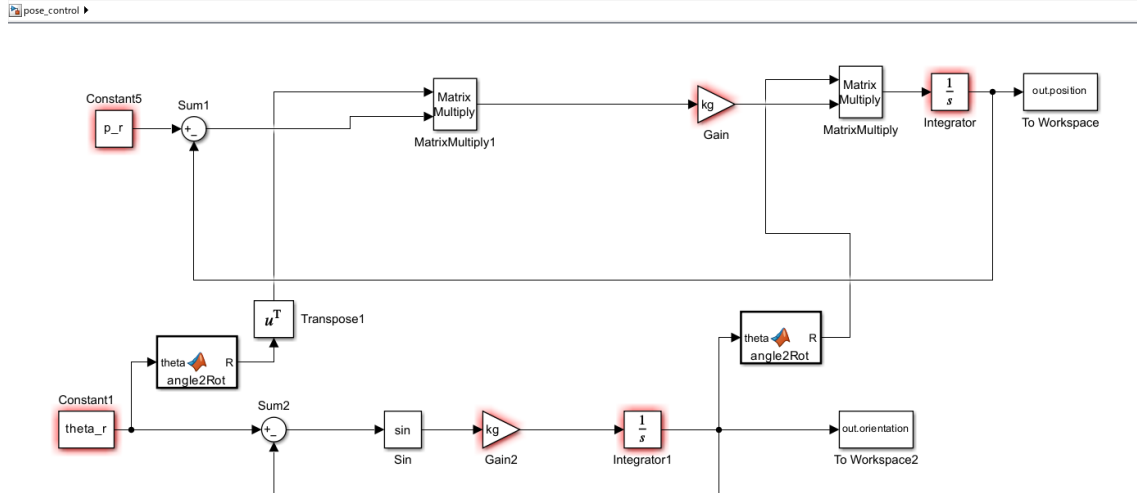 pose_control
Constant5
Sum1
p_r
+
_
Matrix
Multiply
MatrixMultiply1
kg
Gain
Matrix
Multiply
MatrixMultiply
1
s
Integrator
out.position
To Workspace
uT
Transpose1
theta
R
angle2Rot
theta
R
angle2Rot
Constant1
theta_r
Sum2
+
_
sin
Sin
kg
Gain2
1
s
Integrator1
out.orientation
To Workspace2